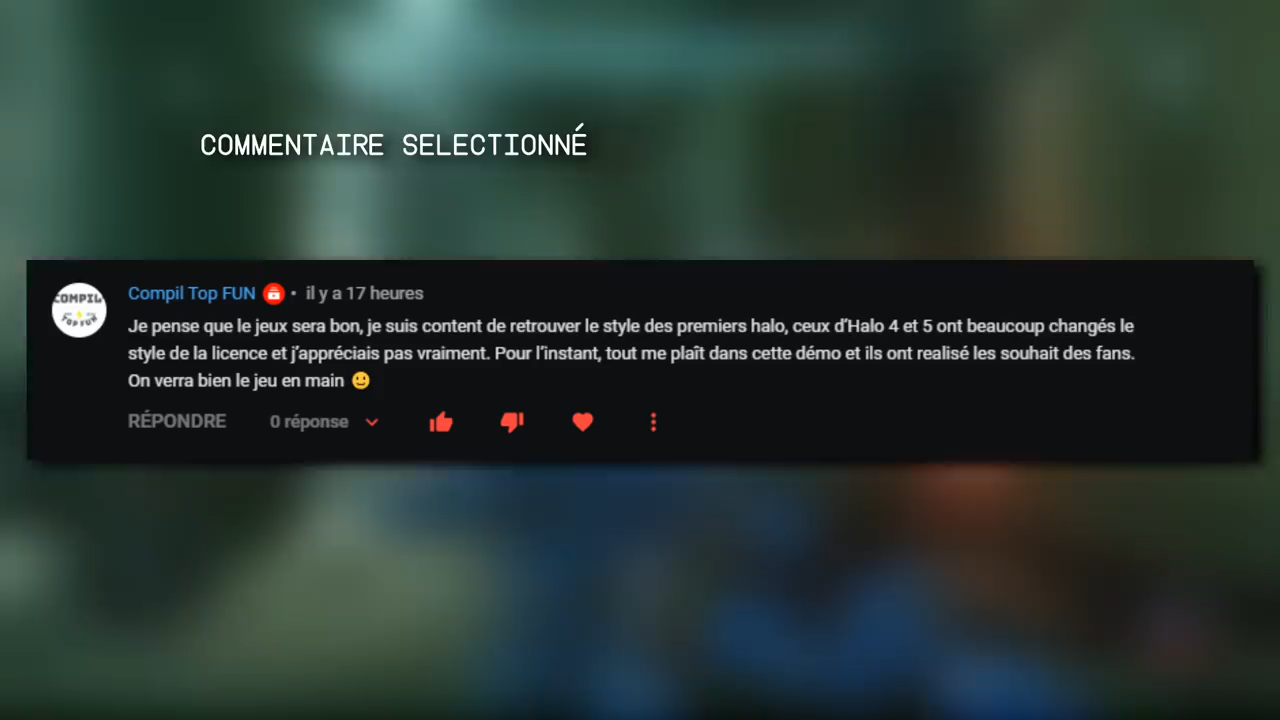 COMMENTAIRE SELECTIONNÉ
COMPIL
TOP FUN
Compil Top FUN • il y a 17 heures
Je pense que le jeux sera bon, je suis content de retrouver le style des premiers halo, ceux d'Halo 4 et 5 ont beaucoup changés le
style de la licence et j'appréciais pas vraiment. Pour l'instant, tout me plaît dans cette démo et ils ont realisé les souhait des fans.
On verra bien le jeu en main 🙂
RÉPONDRE 0 réponse